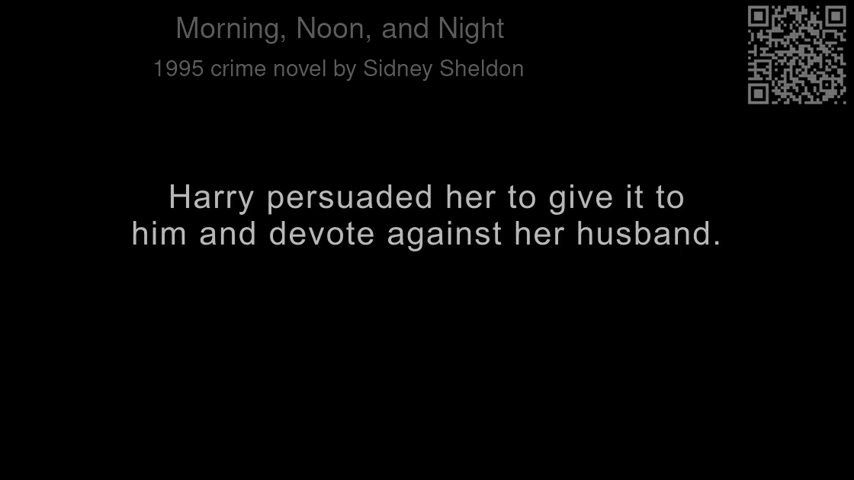 Morning, Noon, and Night
1995 crime novel by Sidney Sheldon
Harry persuaded her to give it to
him and devote against her husband.